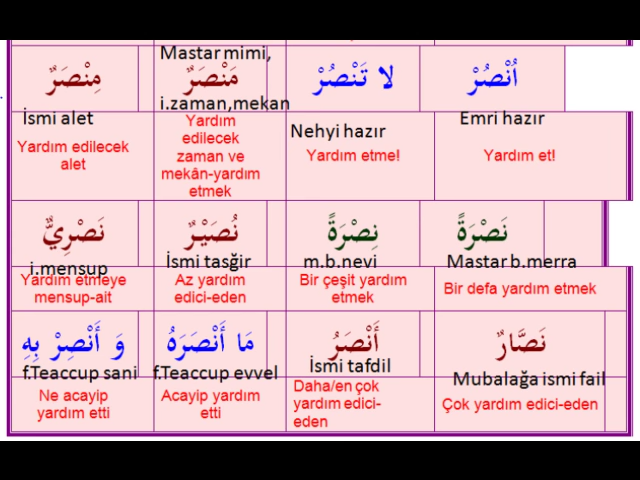 Mastar mimi,
اُنْصُرْ
لا تَنْصُرْ
مَنْصَرٌ
مِنْصَرٌ
Emri hazır
Nehyi hazır
i.zaman,mekan
İsmi alet
Yardım et!
Yardım etme!
Yardım
edilecek
zaman ve
mekân-yardım
etmek
Yardım edilecek
alet
نَصْرَةً
نِصْرَةً
نُصَيْرٌ
نَصْرِيٌّ
Mastar b.merra
m.b.nevi
İsmi tasğir
i.mensup
Bir defa yardım etmek
Bir çeşit yardım
etmek
Az yardım
edici-eden
Yardım etmeye
mensup-ait
نَصَّارٌ
أَنْصَرُ
مَا أَنْصَرَهُ
وَ أَنْصِرْ بِهِ
Mubalağa ismi fail
İsmi tafdil
f.Teaccup evvel
f.Teaccup sani
Çok yardım edici-eden
Daha/en çok
yardım edici-
eden
Acayip yardım
etti
Ne acayip
yardım etti